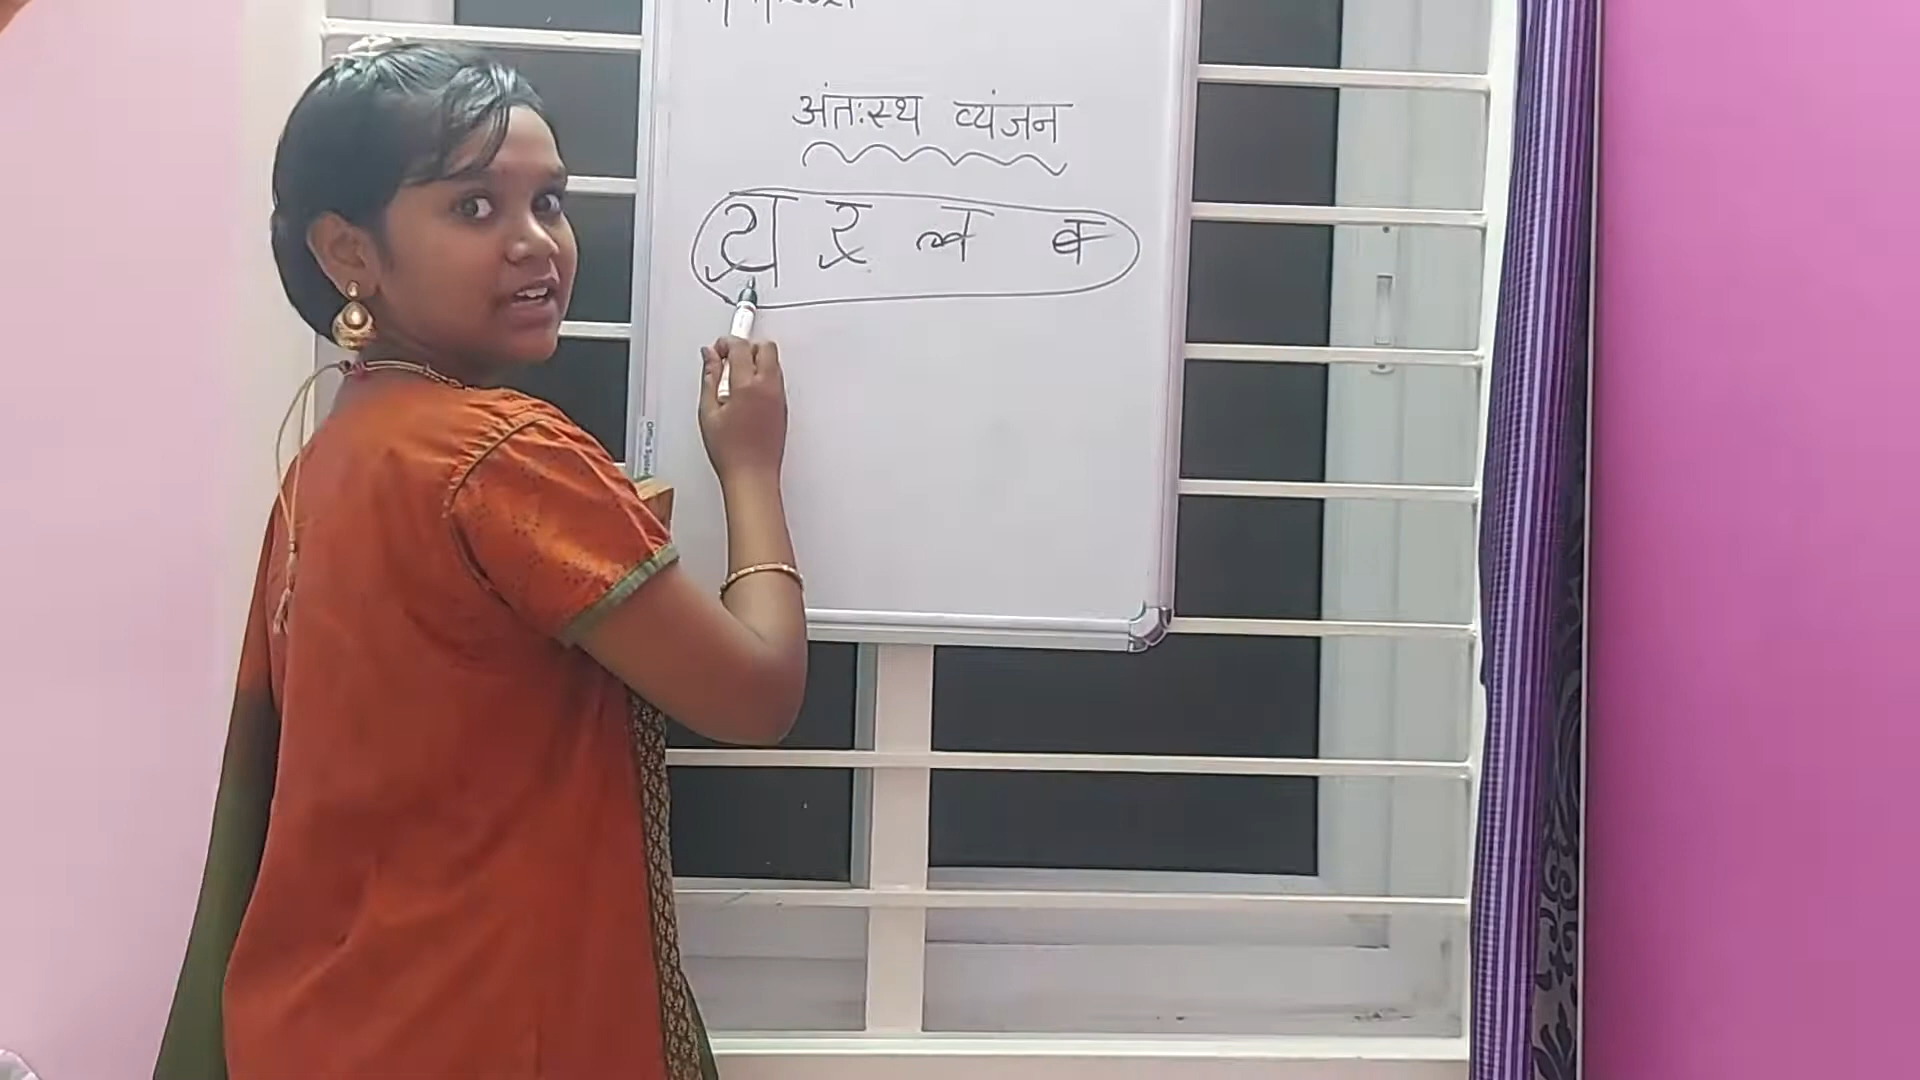 अंतःस्थ व्यंजन
य र ल व